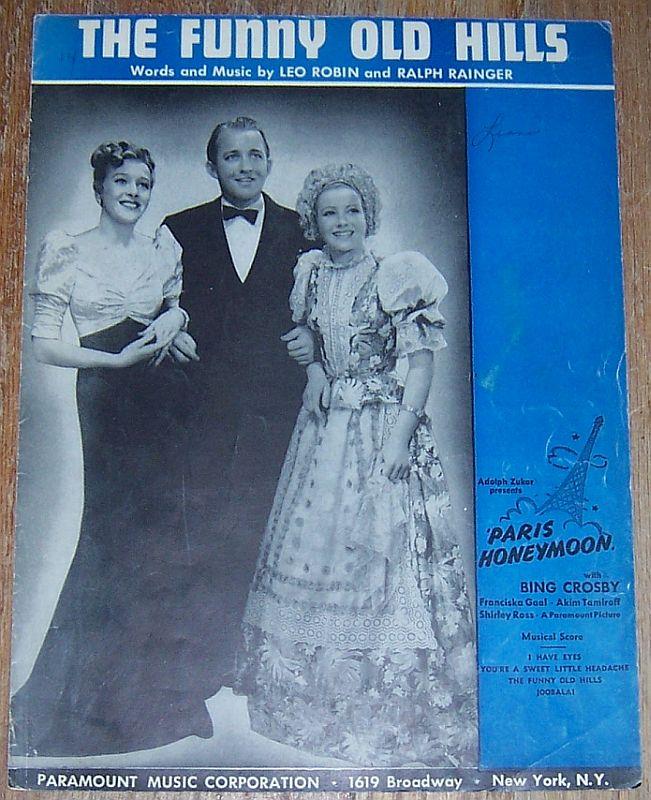 THE FUNNY OLD HILLS
Words and Music by LEO ROBIN and RALPH RAINGER
Adolph Zukor
presents
'PARIS
HONEYMOON'
with
BING CROSBY
Franciska Gaal - Akim Tamiroff
Shirley Ross - A Paramount Picture
Musical Score
I HAVE EYES
YOU'RE A SWEET LITTLE HEADACHE
THE FUNNY OLD HILLS
JOOBALAI
PARAMOUNT MUSIC CORPORATION - 1619 Broadway - New York, N.Y.